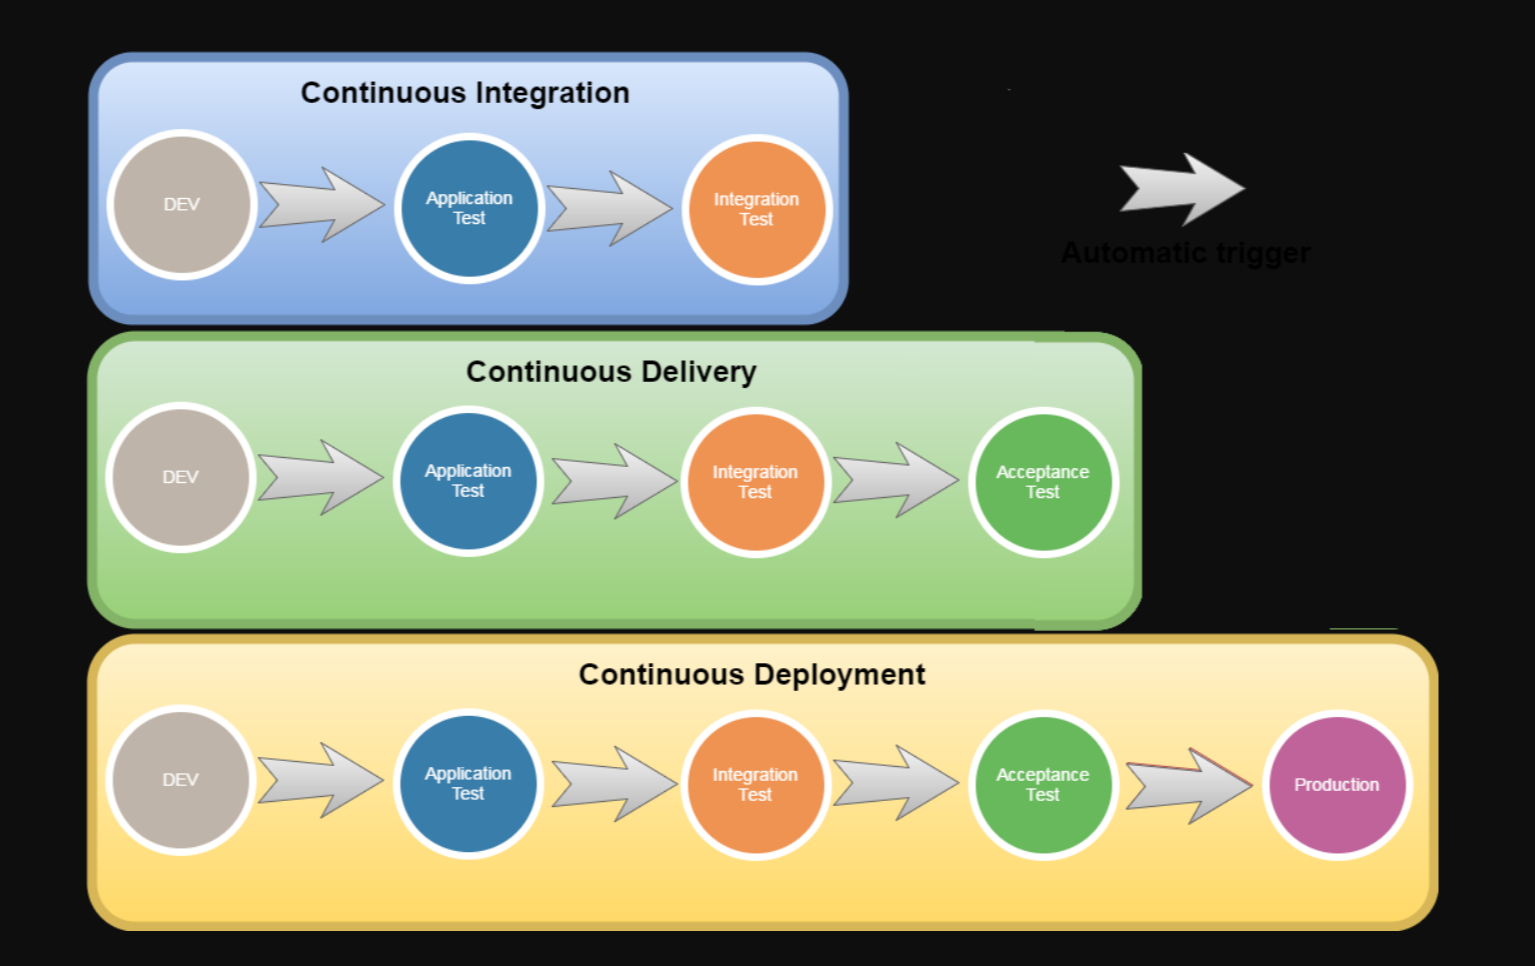 Continuous Integration
DEV
Application
Test
Integration
Test
Automatic trigger
Continuous Delivery
DEV
Application
Test
Integration
Test
Acceptance
Test
Continuous Deployment
DEV
Application
Test
Integration
Test
Acceptance
Test
Production